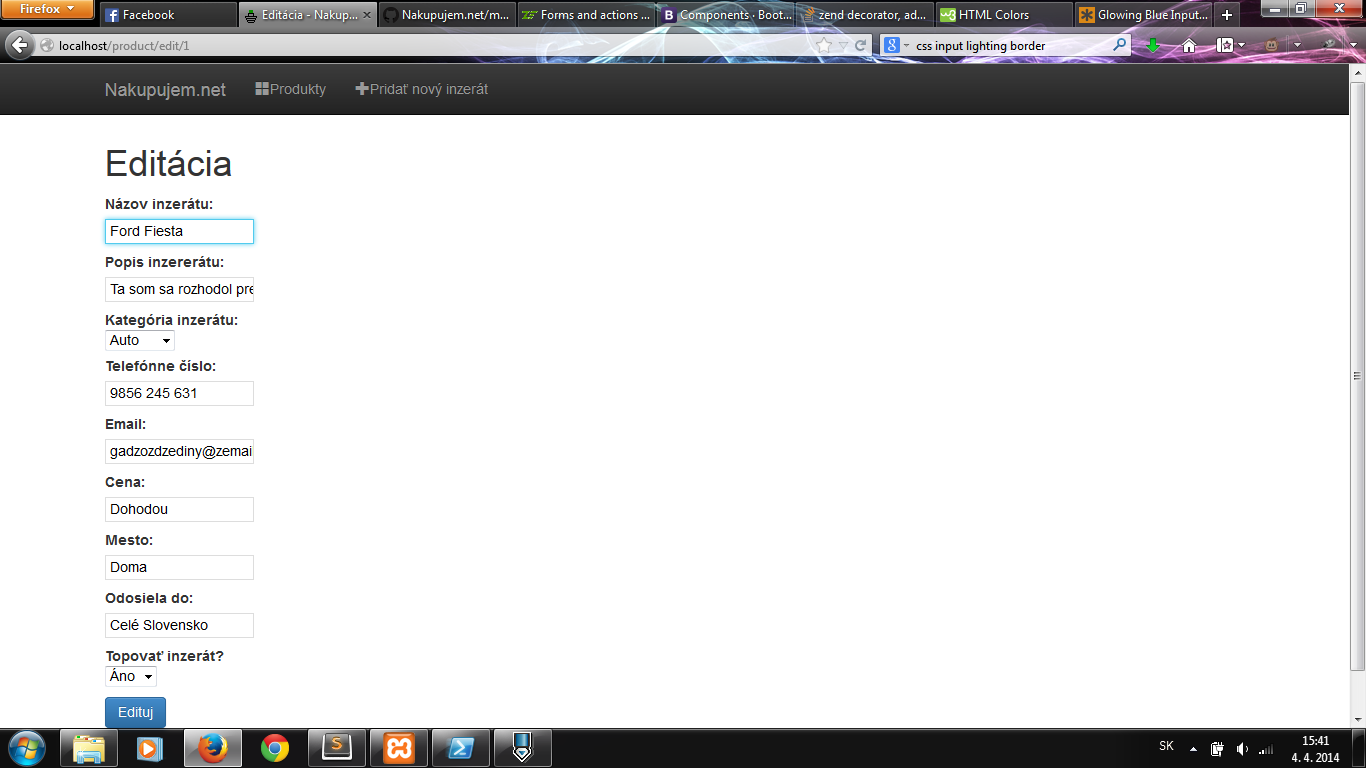 Firefox
Facebook
Editácia - Nakup...
Nakupujem.net/m...
Forms and actions ...
Components · Boot...
zend decorator, ad...
HTML Colors
Glowing Blue Input...
localhost/product/edit/1
css input lighting border
Nakupujem.net
Produkty
Pridať nový inzerát
Editácia
Názov inzerátu:
Ford Fiesta
Popis inzererátu:
Ta som sa rozhodol pre
Kategória inzerátu:
Auto
Telefónne číslo:
9856 245 631
Email:
gadzozdzediny@zemai
Cena:
Dohodou
Mesto:
Doma
Odosiela do:
Celé Slovensko
Topovať inzerát?
Áno
Edituj
SK
15:41
4. 4. 2014